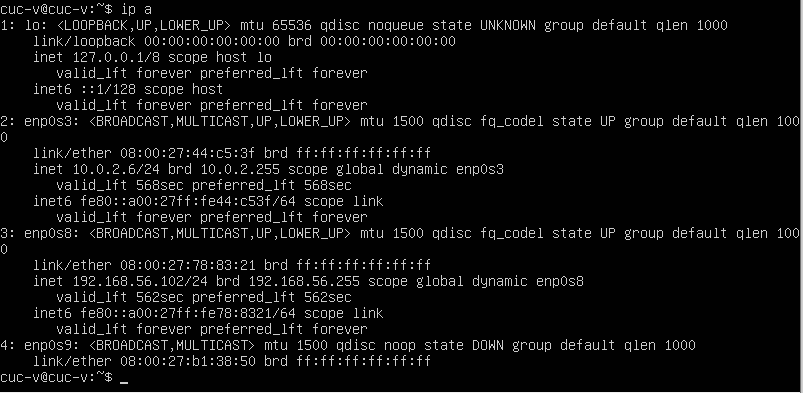 cuc-v@cuc-v:~$ ip a
1: lo: <LOOPBACK,UP,LOWER_UP> mtu 65536 qdisc noqueue state UNKNOWN group default qlen 1000
    link/loopback 00:00:00:00:00:00 brd 00:00:00:00:00:00
    inet 127.0.0.1/8 scope host lo
       valid_lft forever preferred_lft forever
    inet6 ::1/128 scope host
       valid_lft forever preferred_lft forever
2: enp0s3: <BROADCAST,MULTICAST,UP,LOWER_UP> mtu 1500 qdisc fq_codel state UP group default qlen 100
0
    link/ether 08:00:27:44:c5:3f brd ff:ff:ff:ff:ff:ff
    inet 10.0.2.6/24 brd 10.0.2.255 scope global dynamic enp0s3
       valid_lft 568sec preferred_lft 568sec
    inet6 fe80::a00:27ff:fe44:c53f/64 scope link
       valid_lft forever preferred_lft forever
3: enp0s8: <BROADCAST,MULTICAST,UP,LOWER_UP> mtu 1500 qdisc fq_codel state UP group default qlen 100
0
    link/ether 08:00:27:78:83:21 brd ff:ff:ff:ff:ff:ff
    inet 192.168.56.102/24 brd 192.168.56.255 scope global dynamic enp0s8
       valid_lft 562sec preferred_lft 562sec
    inet6 fe80::a00:27ff:fe78:8321/64 scope link
       valid_lft forever preferred_lft forever
4: enp0s9: <BROADCAST,MULTICAST> mtu 1500 qdisc noop state DOWN group default qlen 1000
    link/ether 08:00:27:b1:38:50 brd ff:ff:ff:ff:ff:ff
cuc-v@cuc-v:~$ _